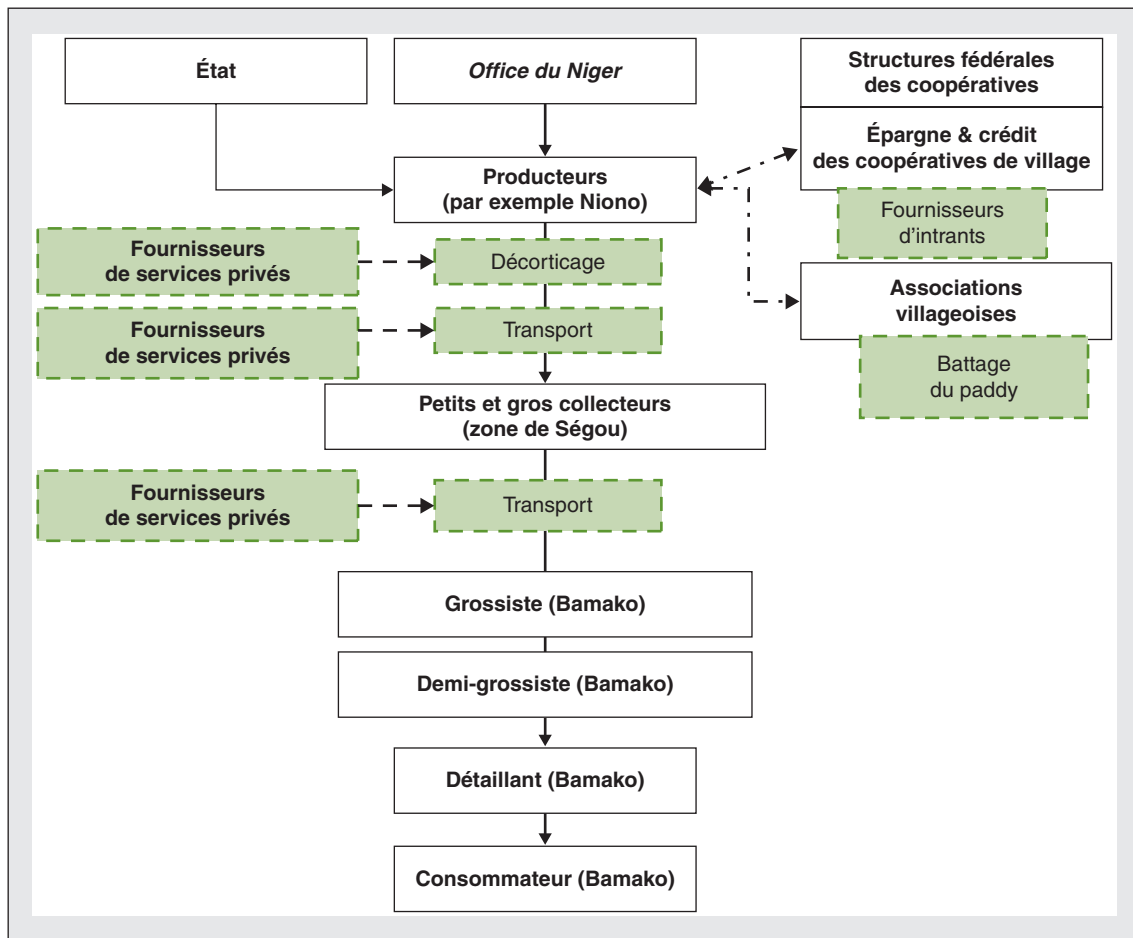 État
Office du Niger
Structures fédérales
des coopératives
Épargne & crédit
des coopératives de village
Producteurs
(par exemple Niono)
Fournisseurs
d'intrants
Fournisseurs
de services privés
Décorticage
Associations
villageoises
Fournisseurs
de services privés
Transport
Battage
du paddy
Petits et gros collecteurs
(zone de Ségou)
Fournisseurs
de services privés
Transport
Grossiste (Bamako)
Demi-grossiste (Bamako)
Détaillant (Bamako)
Consommateur (Bamako)